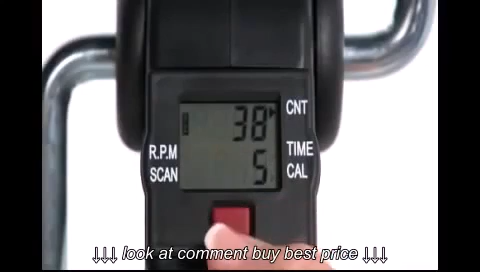 38 CNT
R.P.M TIME
SCAN 5 CAL
↓↓↓ look at comment buy best price ↓↓↓